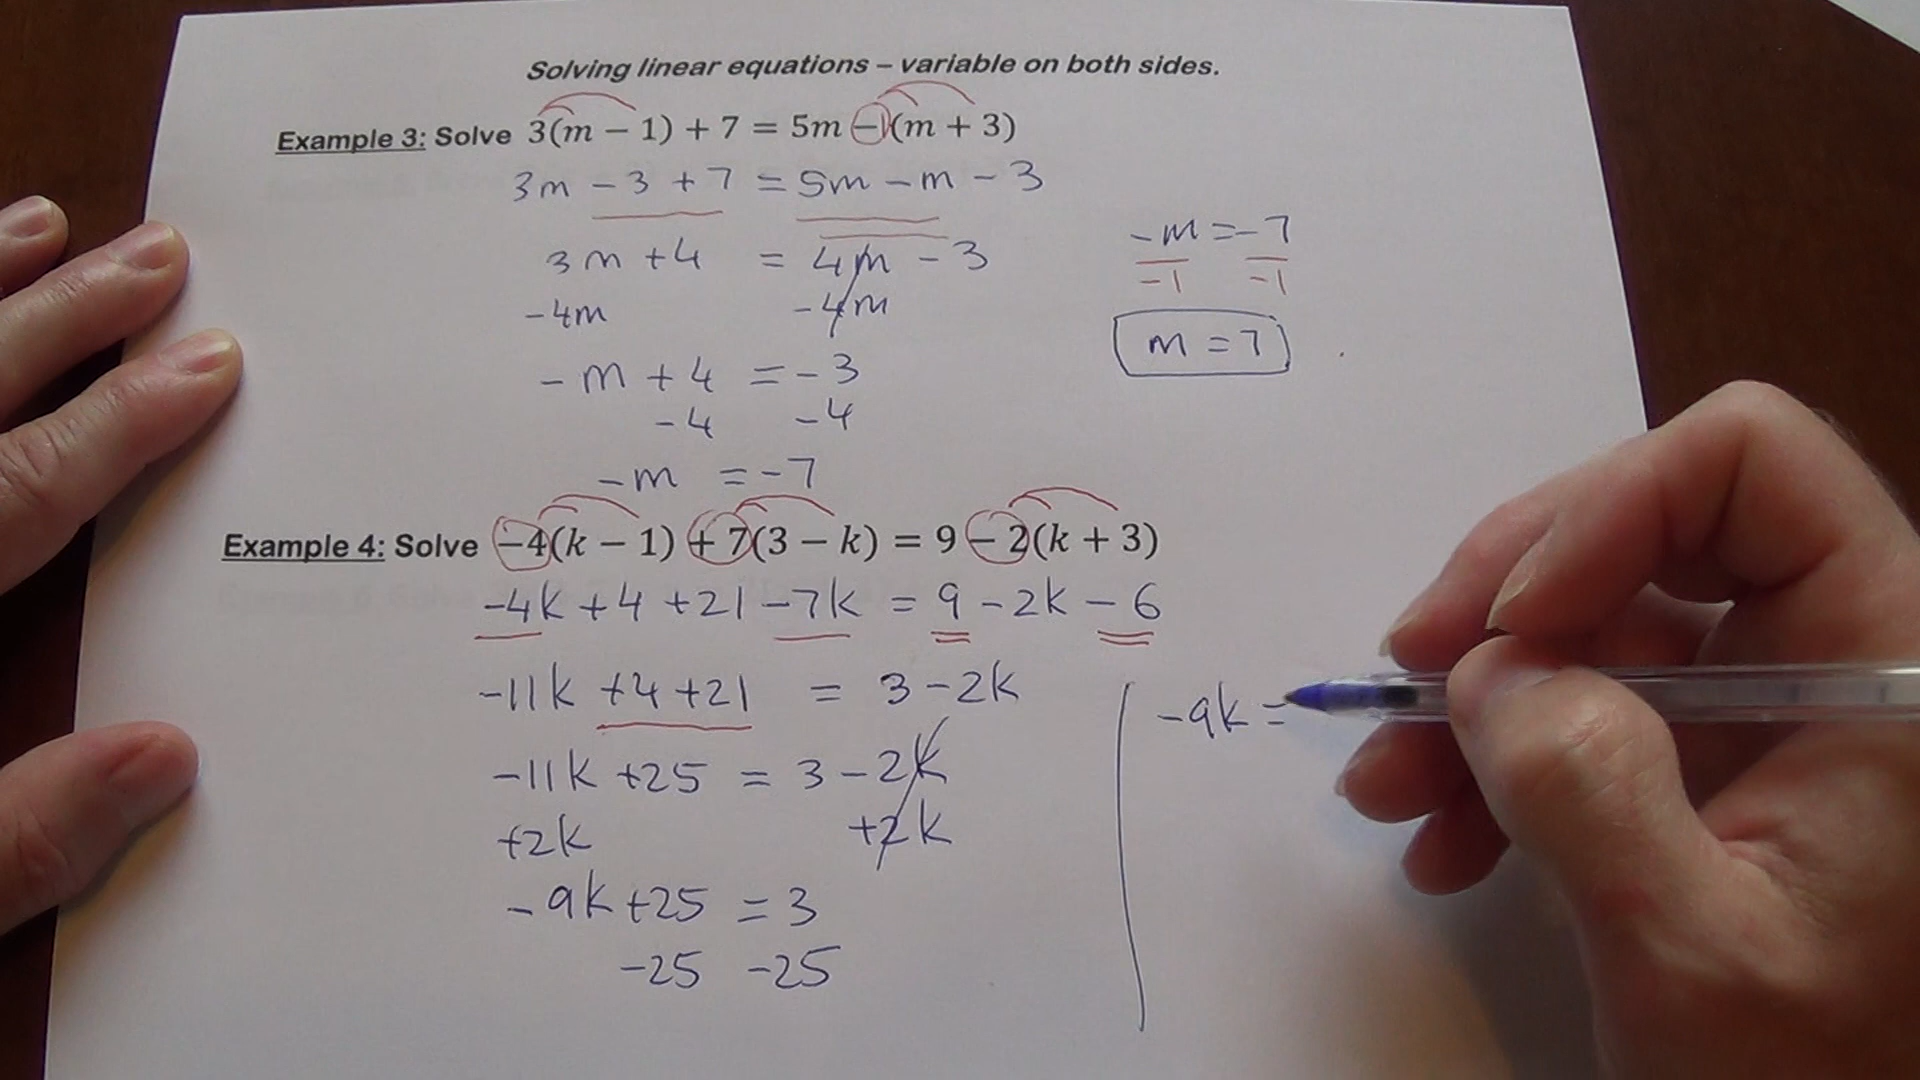 Solving linear equations – variable on both sides.
Example 3: Solve 3(m − 1) + 7 = 5m −1(m + 3)
3m − 3 + 7 = 5m − m − 3
3m + 4 = 4m − 3
−4m −4m
−m + 4 = −3
−4 −4
−m = −7
−m = −7
−1 −1
m = 7
Example 4: Solve −4(k − 1) + 7(3 − k) = 9 − 2(k + 3)
−4k + 4 + 21 − 7k = 9 − 2k − 6
−11k + 4 + 21 = 3 − 2k
−11k + 25 = 3 − 2k
+2k +2k
−9k + 25 = 3
−25 −25
−9k =